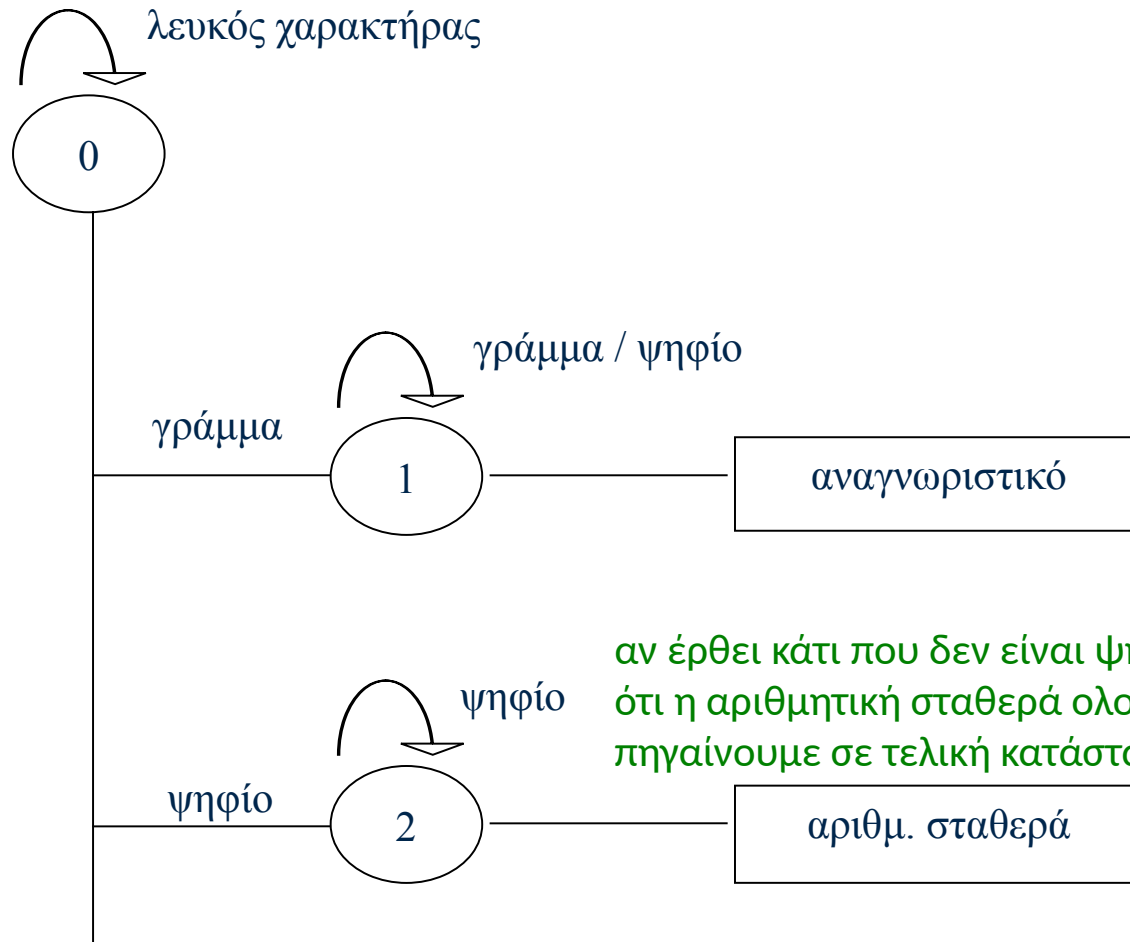 λευκός χαρακτήρας
0
γράμμα / ψηφίο
γράμμα
1
αναγνωριστικό
αν έρθει κάτι που δεν είναι
ότι η αριθμητική σταθερά
πηγαίνουμε σε τελική
ψηφίο
ψηφίο
2
αριθμ. σταθερά